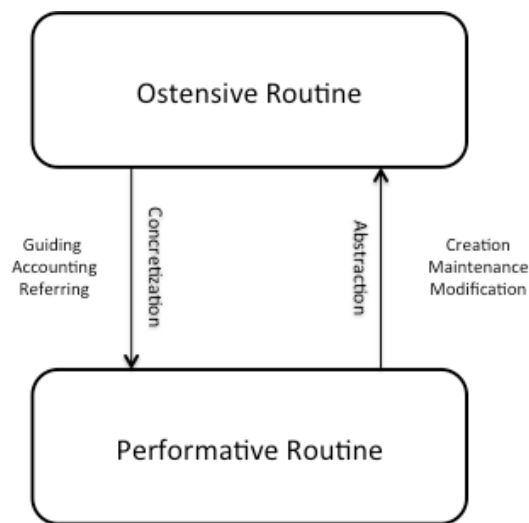 Ostensive Routine
Guiding
Accounting
Referring
Concretization
Abstraction
Creation
Maintenance
Modification
Performative Routine